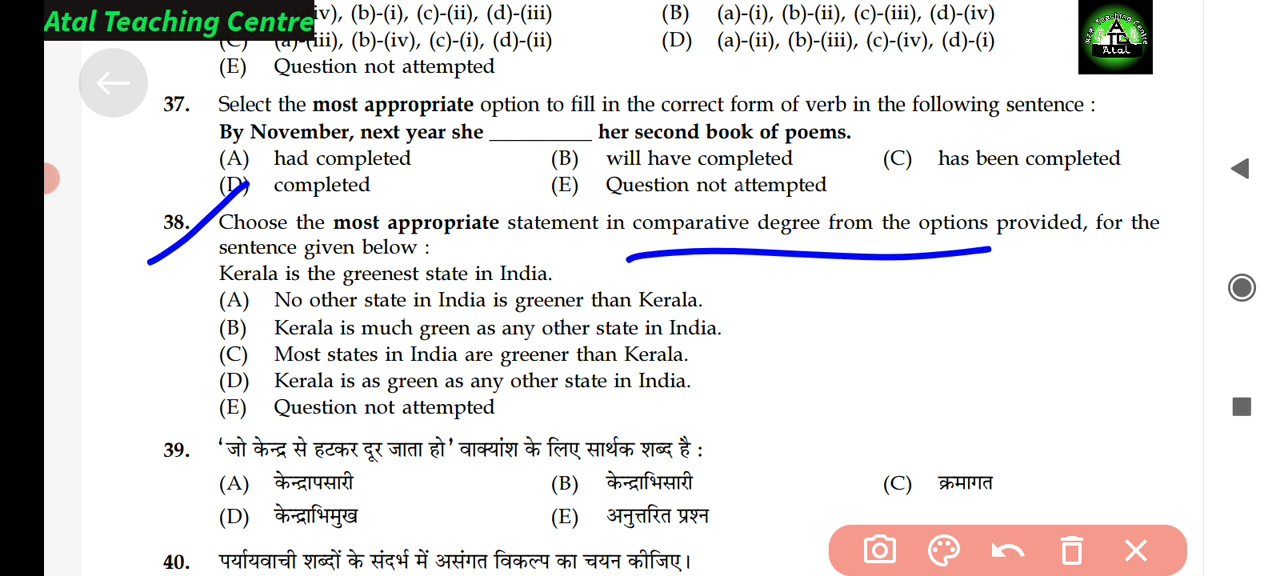 Atal Teaching Centre
iv), (b)-(i), (c)-(ii), (d)-(iii) (B) (a)-(i), (b)-(ii), (c)-(iii), (d)-(iv)
(C) (a)-(iii), (b)-(iv), (c)-(i), (d)-(ii) (D) (a)-(ii), (b)-(iii), (c)-(iv), (d)-(i)
Atal
(E) Question not attempted
37. Select the most appropriate option to fill in the correct form of verb in the following sentence :
By November, next year she __________ her second book of poems.
(A) had completed (B) will have completed (C) has been completed
(D) completed (E) Question not attempted
38. Choose the most appropriate statement in comparative degree from the options provided, for the
sentence given below :
Kerala is the greenest state in India.
(A) No other state in India is greener than Kerala.
(B) Kerala is much green as any other state in India.
(C) Most states in India are greener than Kerala.
(D) Kerala is as green as any other state in India.
(E) Question not attempted
39. 'जो केन्द्र से हटकर दूर जाता हो' वाक्यांश के लिए सार्थक शब्द है :
(A) केन्द्रापसारी (B) केन्द्राभिसारी (C) क्रमागत
(D) केन्द्राभिमुख (E) अनुत्तरित प्रश्न
40. पर्यायवाची शब्दों के संदर्भ में असंगत विकल्प का चयन कीजिए।